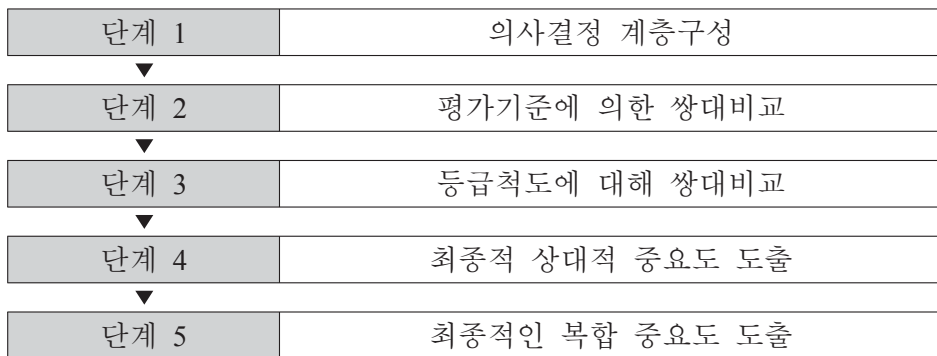 단계 1 의사결정 계층구성
▼
단계 2 평가기준에 의한 쌍대비교
▼
단계 3 등급척도에 대해 쌍대비교
▼
단계 4 최종적 상대적 중요도 도출
▼
단계 5 최종적인 복합 중요도 도출